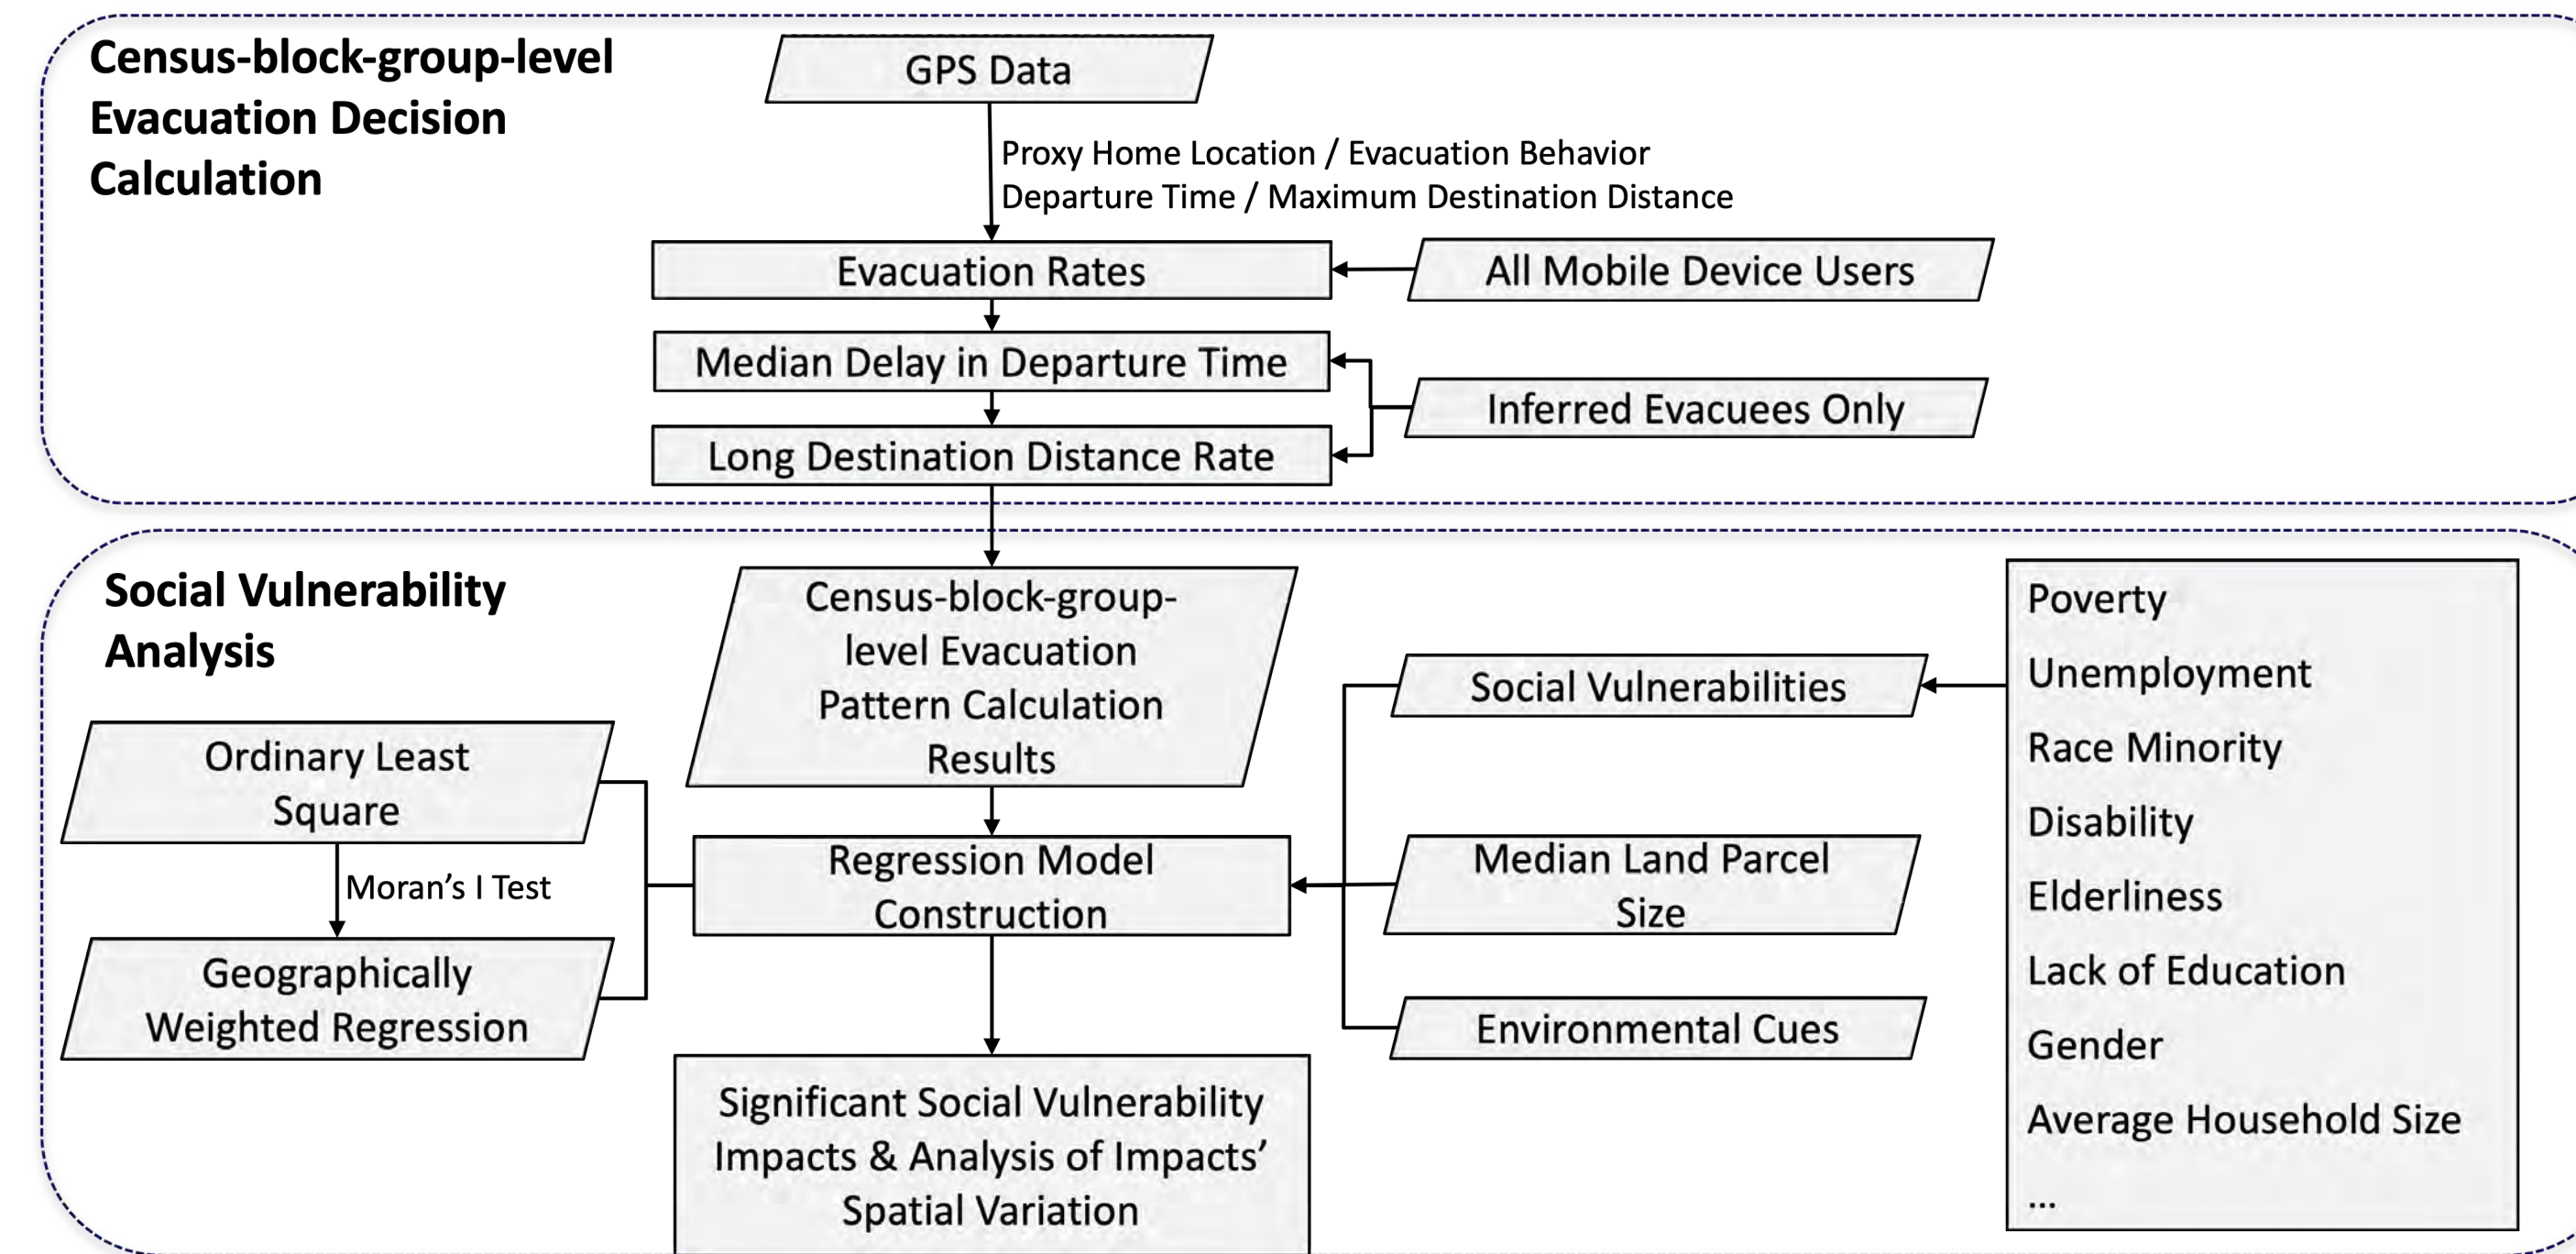 Census-block-group-level
Evacuation Decision
Calculation
GPS Data
Proxy Home Location / Evacuation Behavior
Departure Time / Maximum Destination Distance
Evacuation Rates
All Mobile Device Users
Median Delay in Departure Time
Inferred Evacuees Only
Long Destination Distance Rate
Social Vulnerability
Analysis
Census-block-group-
level Evacuation
Pattern Calculation
Results
Ordinary Least
Square
Moran’s I Test
Geographically
Weighted Regression
Regression Model
Construction
Social Vulnerabilities
Median Land Parcel
Size
Environmental Cues
Poverty
Unemployment
Race Minority
Disability
Elderliness
Lack of Education
Gender
Average Household Size
...
Significant Social Vulnerability
Impacts & Analysis of Impacts’
Spatial Variation